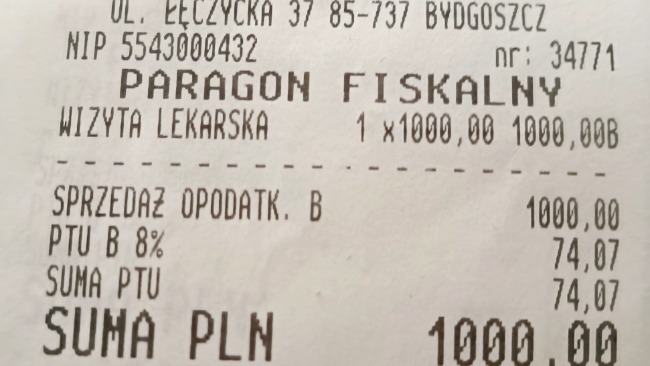 UL. ŁĘCZYCKA 37 85-737 BYDGOSZCZ
NIP 5543000432 nr: 34771
PARAGON FISKALNY
WIZYTA LEKARSKA 1 x1000,00 1000,00B
- - - - - - - - - - - - - - - - - - - -
SPRZEDAŻ OPODATK. B 1000,00
PTU B 8% 74,07
SUMA PTU 74,07
SUMA PLN 1000.00